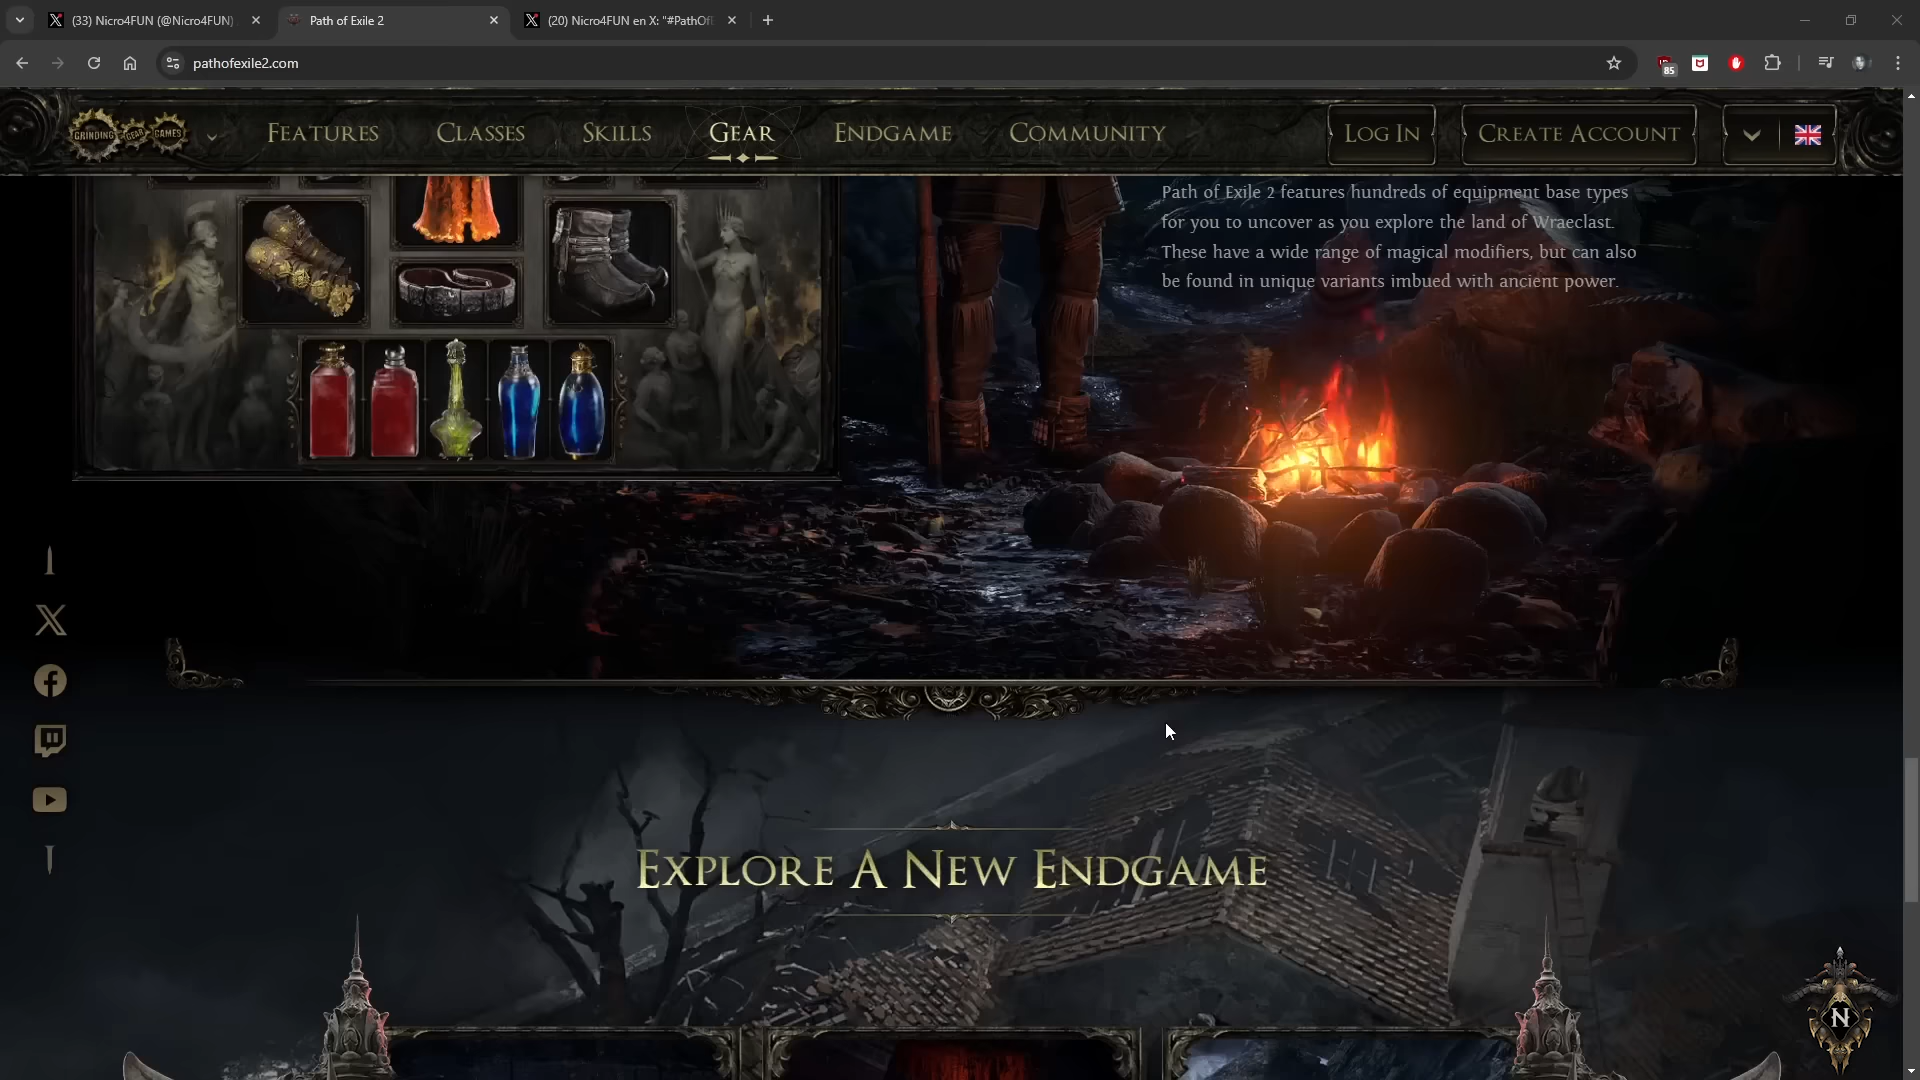 (33) Nicro4FUN (@Nicro4FUN)
Path of Exile 2
(20) Nicro4FUN en X: "#PathOf
pathofexile2.com
85
GRINDING GEAR GAMES
FEATURES
CLASSES
SKILLS
GEAR
ENDGAME
COMMUNITY
LOG IN
CREATE ACCOUNT
Path of Exile 2 features hundreds of equipment base types
for you to uncover as you explore the land of Wraeclast.
These have a wide range of magical modifiers, but can also
be found in unique variants imbued with ancient power.
EXPLORE A NEW ENDGAME
N